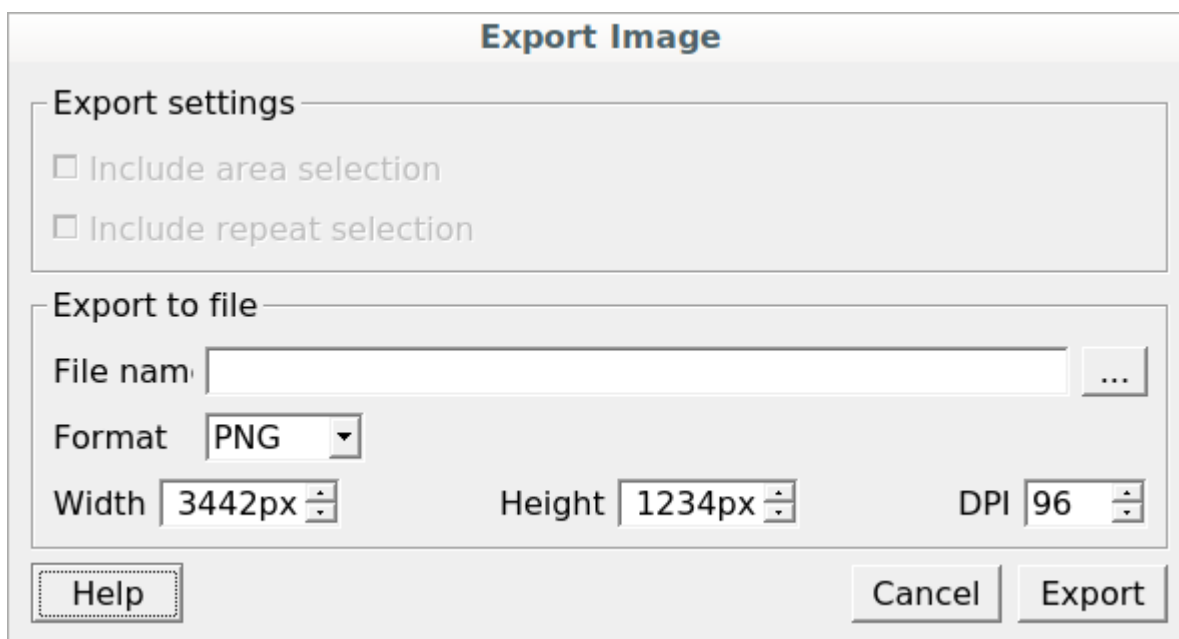 Export Image
Export settings
Include area selection
Include repeat selection
Export to file
File nam
...
Format PNG
Width 3442px Height 1234px DPI 96
Help Cancel Export